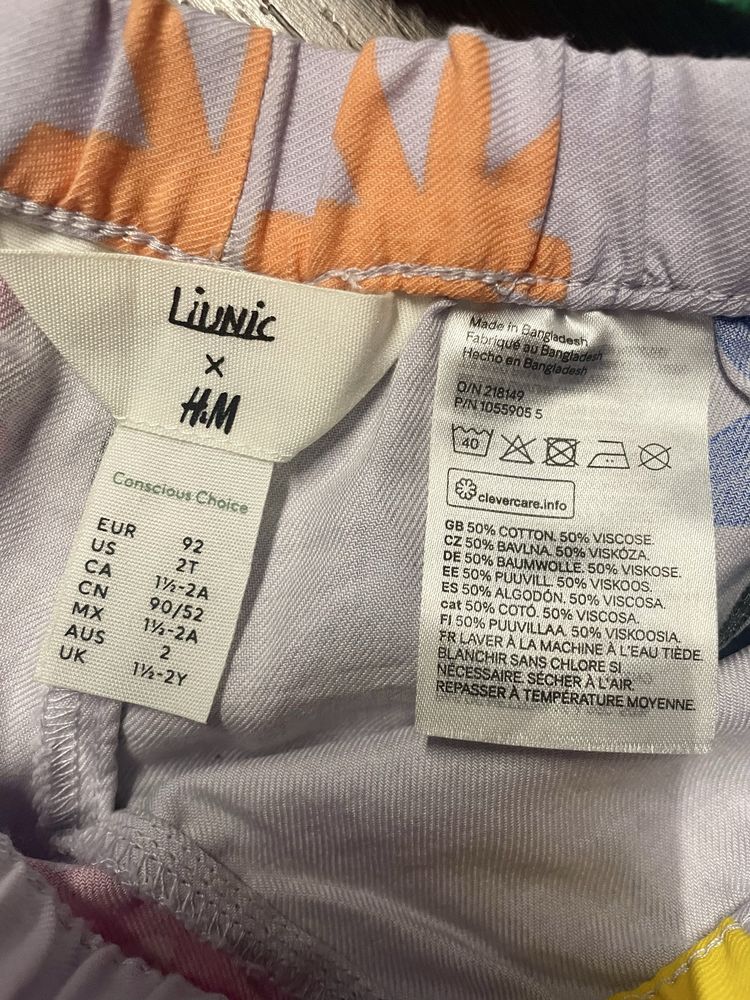 LiUNiC
X
H&M
Conscious Choice
EUR 92
US 2T
CA 1½-2A
CN 90/52
MX 1½-2A
AUS 2
UK 1½-2Y
Made in Bangladesh
Fabriqué au Bangladesh
Hecho en Bangladesh
O/N 218149
P/N 1055905 5
40
clevercare.info
GB 50% COTTON. 50% VISCOSE.
CZ 50% BAVLNA. 50% VISKÓZA.
DE 50% BAUMWOLLE. 50% VISKOSE.
EE 50% PUUVILL. 50% VISKOOS.
ES 50% ALGODÓN. 50% VISCOSA.
cat 50% COTÓ. 50% VISCOSA.
FI 50% PUUVILLAA. 50% VISKOOSIA.
FR LAVER À LA MACHINE À L'EAU TIÈDE.
BLANCHIR SANS CHLORE SI
NÉCESSAIRE. SÉCHER À L'AIR.
REPASSER À TEMPÉRATURE MOYENNE.